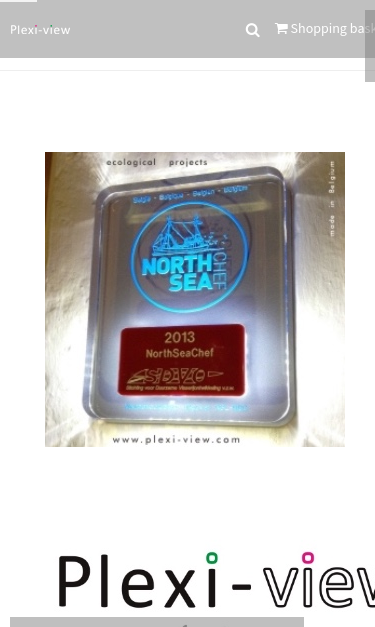 Plexi-view
Shopping bask
ecological projects
made in Belgium
NORTH
SEA
CHEF
2013
NorthSeaChef
www.plexi-view.com
Plexi-view